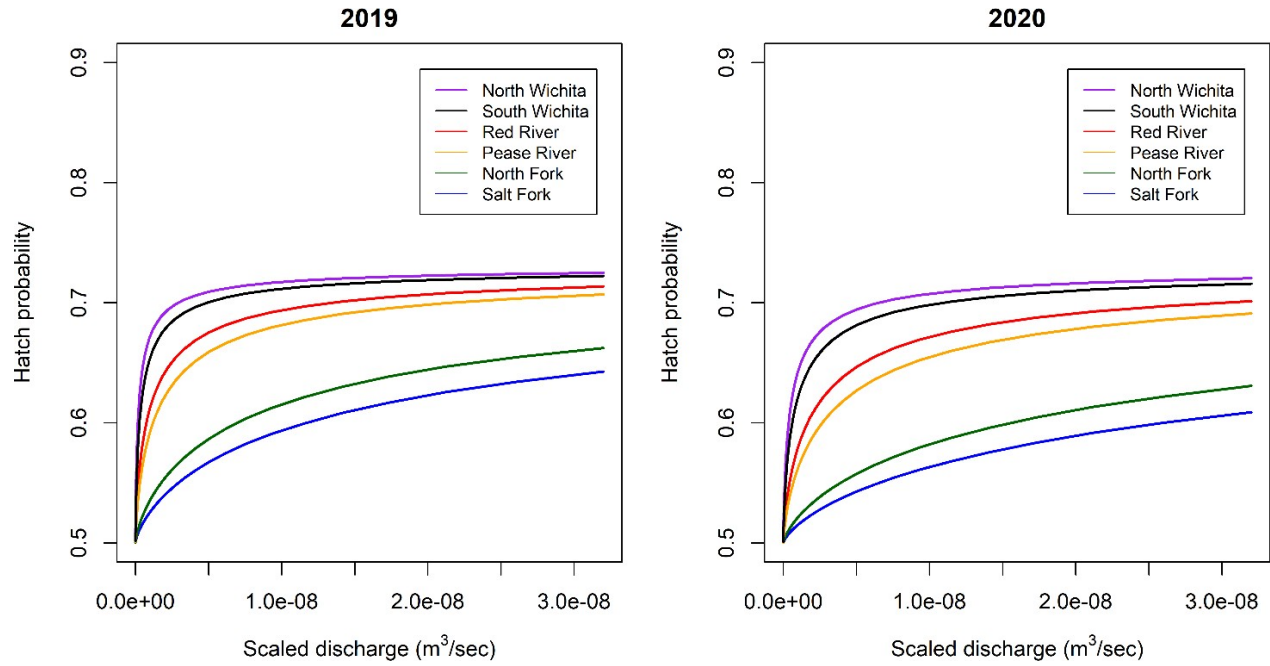 2019
Hatch probability
0.9
0.8
0.7
0.6
0.5
North Wichita
South Wichita
Red River
Pease River
North Fork
Salt Fork
0.0e+00 1.0e-08 2.0e-08 3.0e-08
Scaled discharge (m³/sec)
2020
Hatch probability
0.9
0.8
0.7
0.6
0.5
North Wichita
South Wichita
Red River
Pease River
North Fork
Salt Fork
0.0e+00 1.0e-08 2.0e-08 3.0e-08
Scaled discharge (m³/sec)